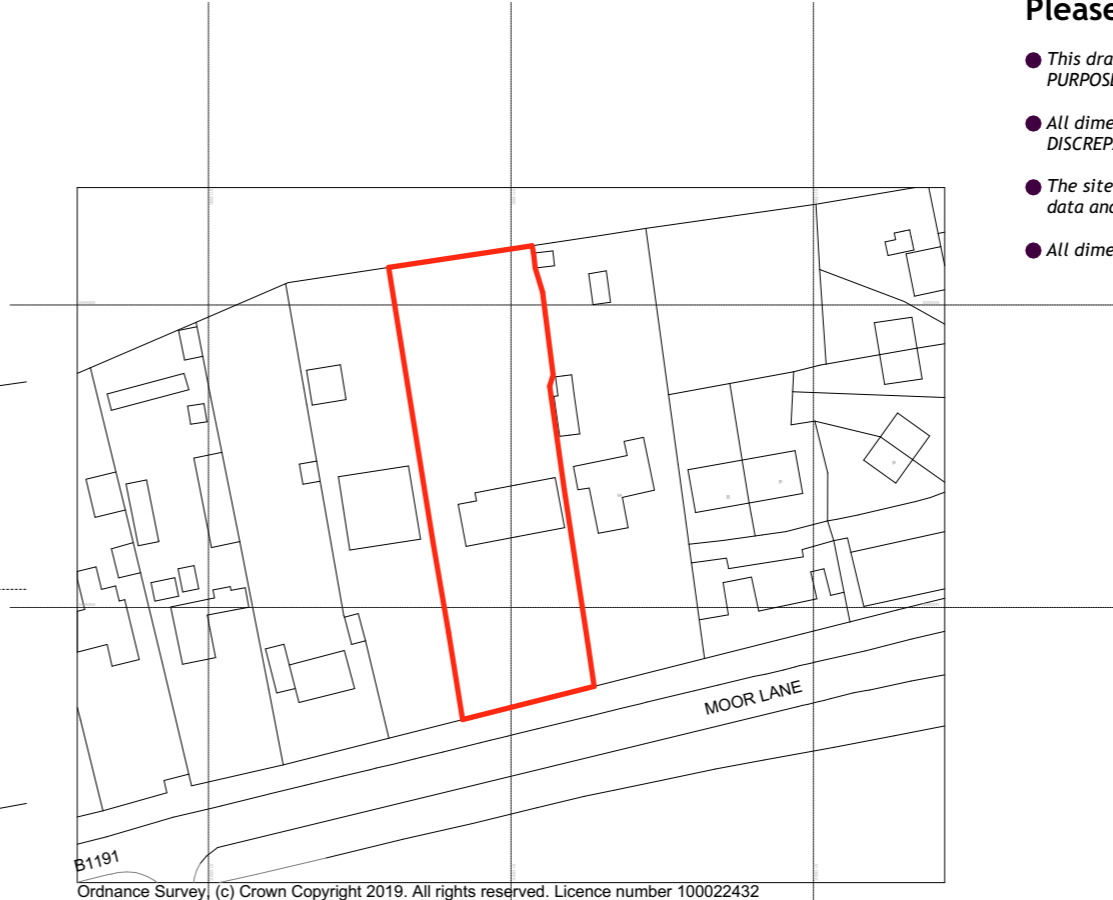 Please
This dra
PURPOSE
All dime
DISCREP
The site
data and
All dime
MOOR LANE
B1191
Ordnance Survey, (c) Crown Copyright 2019. All rights reserved. Licence number 100022432